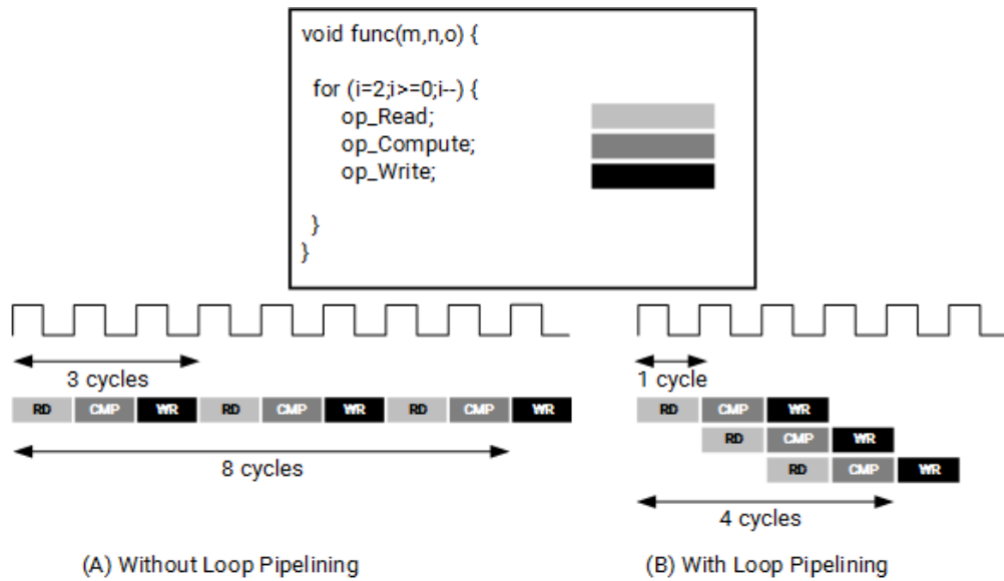 void func(m,n,o) {
for (i=2;i>=0;i--) {
op_Read;
op_Compute;
op_Write;
}
}
3 cycles
RD CMP WR RD CMP WR RD CMP WR
8 cycles
(A) Without Loop Pipelining
1 cycle
RD CMP WR
RD CMP WR
RD CMP WR
4 cycles
(B) With Loop Pipelining